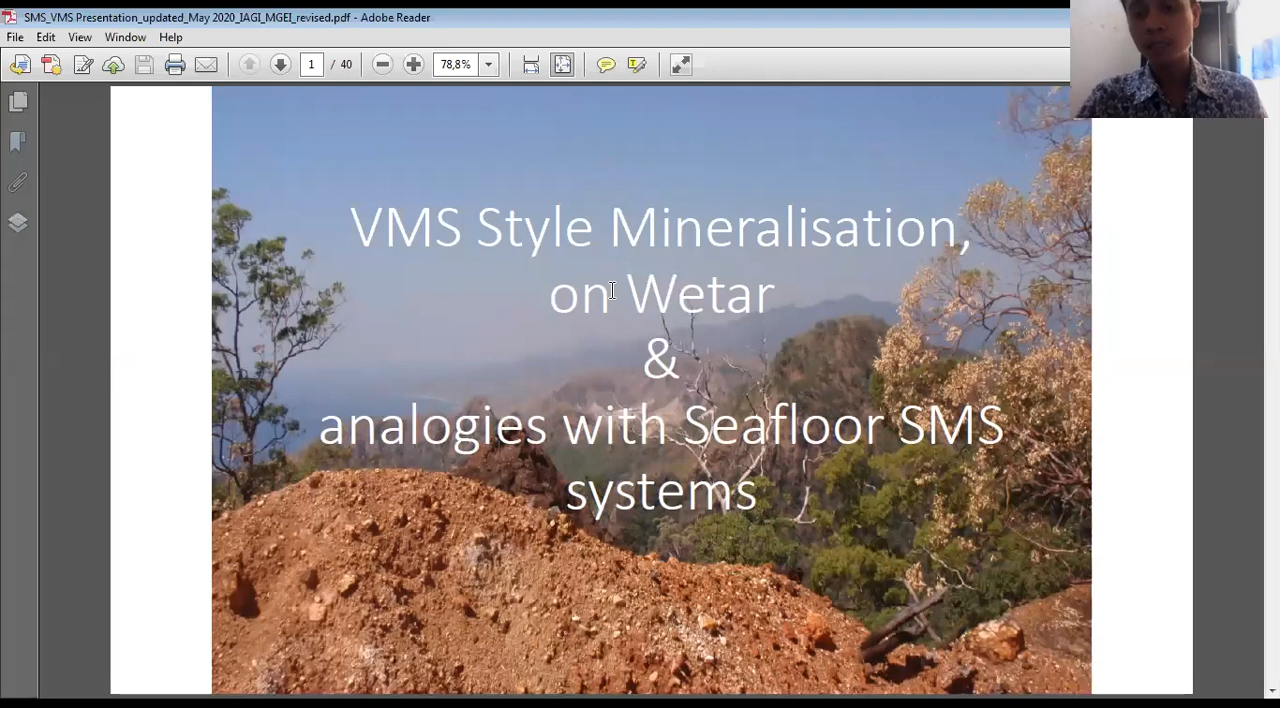 SMS_VMS Presentation_updated_May 2020_IAGI_MGEI_revised.pdf - Adobe Reader
File Edit View Window Help
1 / 40 78,8%
VMS Style Mineralisation,
on Wetar
&
analogies with Seafloor SMS
systems